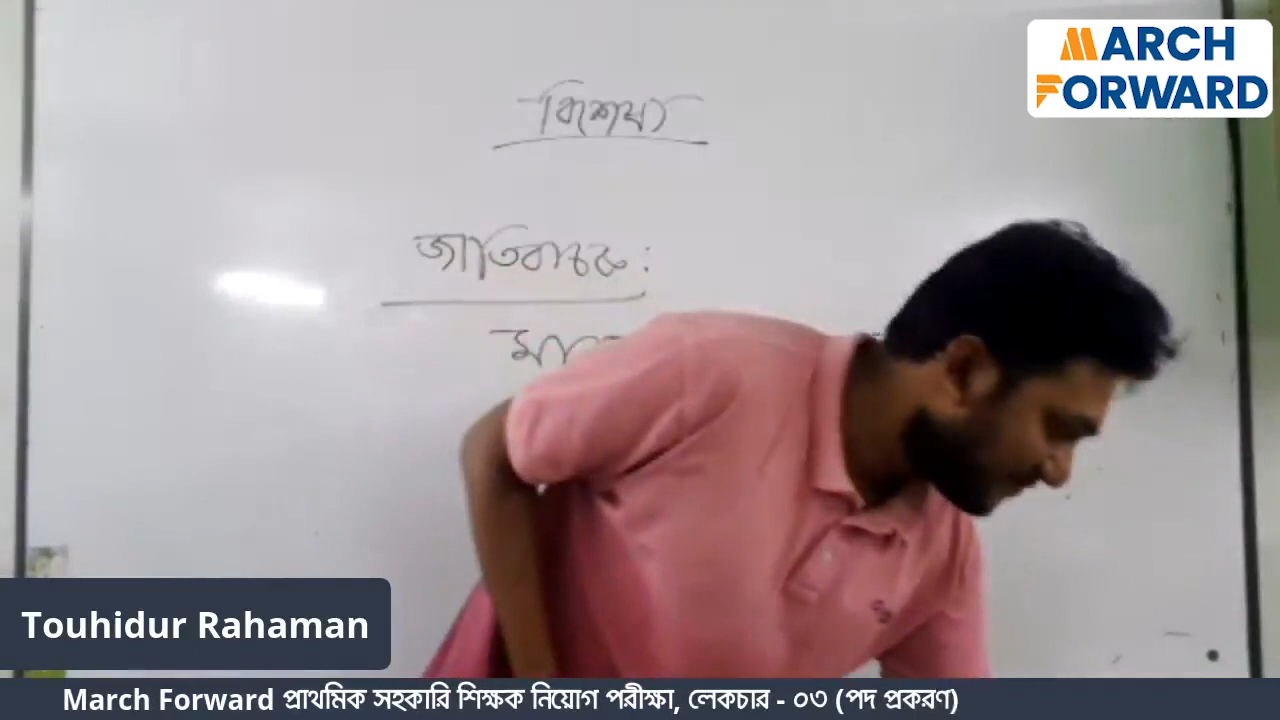 MARCH
FORWARD
বিশেষ্য
জাতিবাচক :
Touhidur Rahaman
March Forward প্রাথমিক সহকারি শিক্ষক নিয়োগ পরীক্ষা, লেকচার - ০৩ (পদ প্রকরণ)